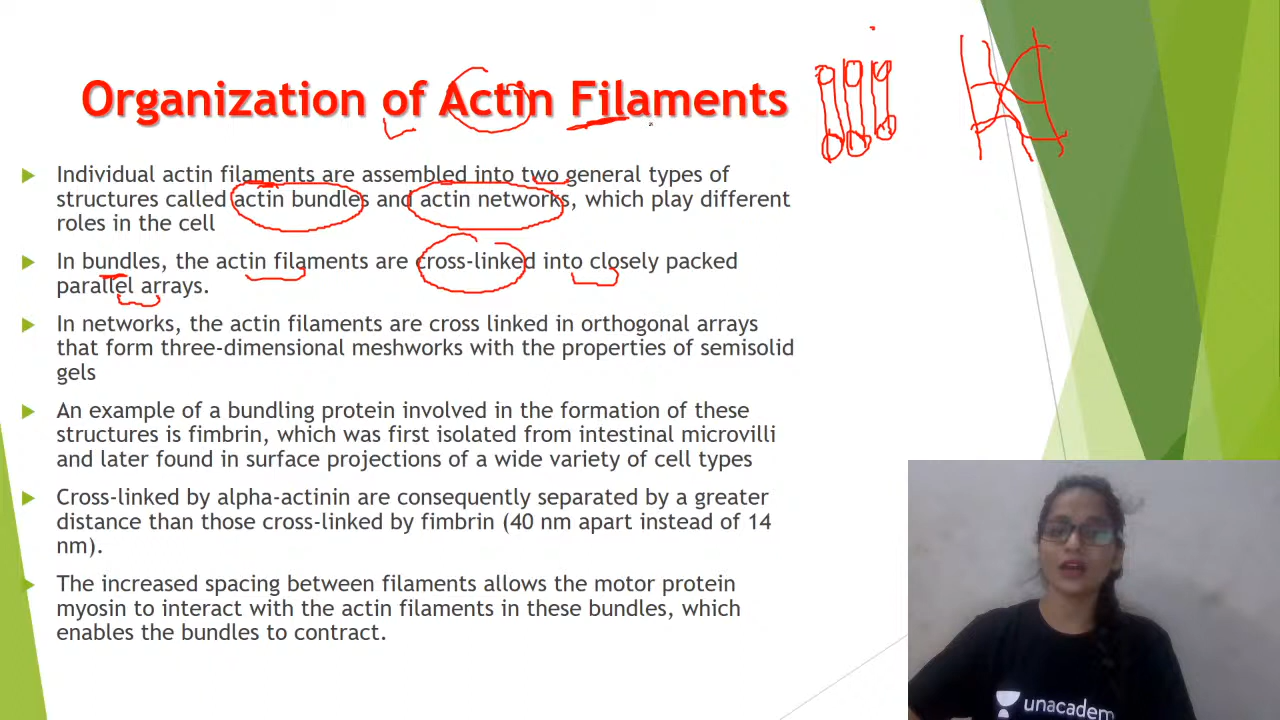 Organization of Actin Filaments
Individual actin filaments are assembled into two general types of
structures called actin bundles and actin networks, which play different
roles in the cell
In bundles, the actin filaments are cross-linked into closely packed
parallel arrays.
In networks, the actin filaments are cross linked in orthogonal arrays
that form three-dimensional meshworks with the properties of semisolid
gels
An example of a bundling protein involved in the formation of these
structures is fimbrin, which was first isolated from intestinal microvilli
and later found in surface projections of a wide variety of cell types
Cross-linked by alpha-actinin are consequently separated by a greater
distance than those cross-linked by fimbrin (40 nm apart instead of 14
nm).
The increased spacing between filaments allows the motor protein
myosin to interact with the actin filaments in these bundles, which
enables the bundles to contract.
unacadem